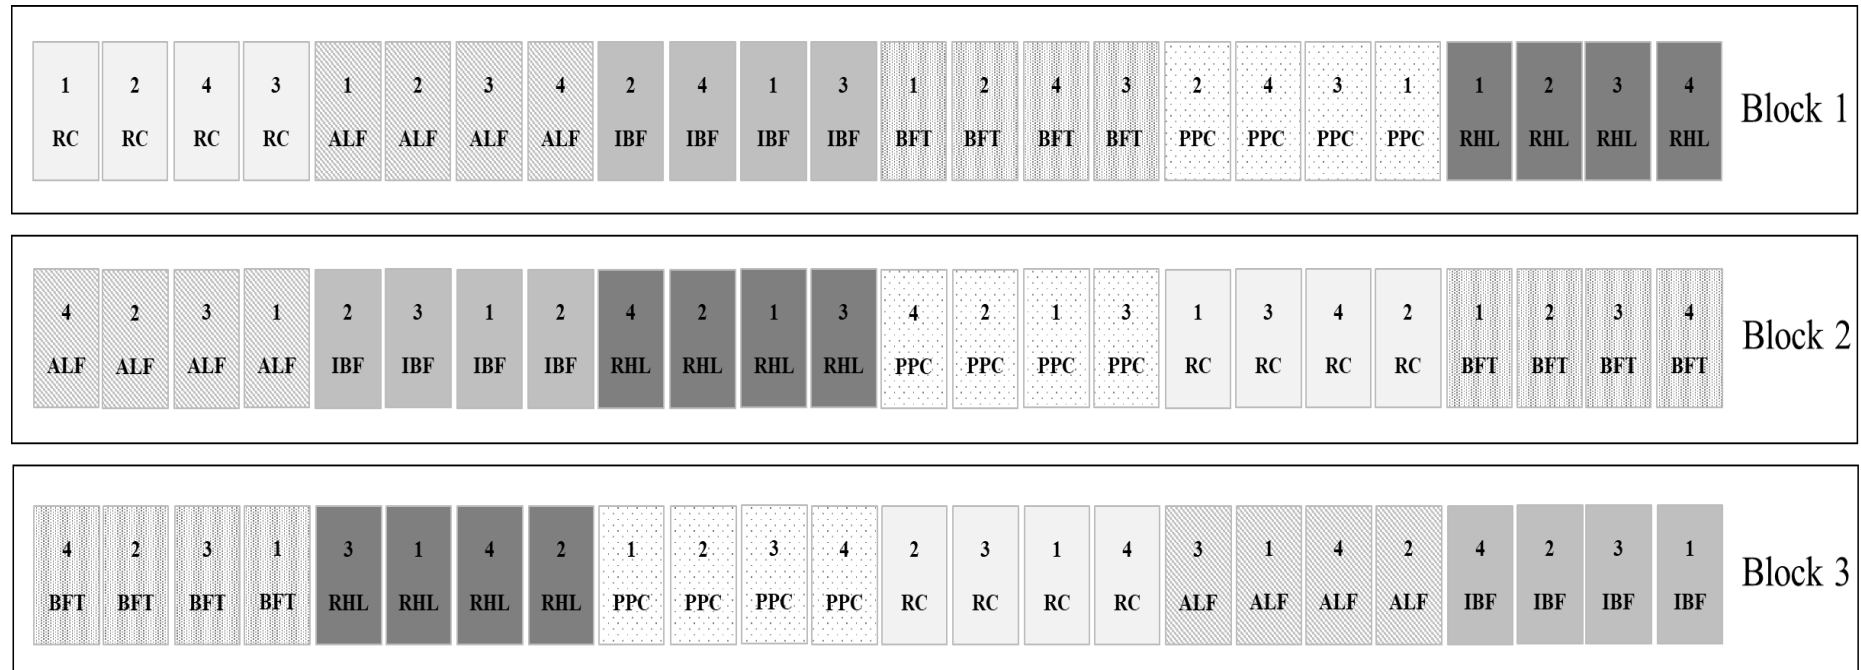 1 2 4 3 1 2 3 4 2 4 1 3 1 2 4 3 2 4 3 1 1 2 3 4
RC RC RC RC ALF ALF ALF ALF IBF IBF IBF IBF BFT BFT BFT BFT PPC PPC PPC PPC RHL RHL RHL RHL
Block 1
4 2 3 1 2 3 1 2 4 2 1 3 4 2 1 3 1 3 4 2 1 2 3 4
ALF ALF ALF ALF IBF IBF IBF IBF RHL RHL RHL RHL PPC PPC PPC PPC RC RC RC RC BFT BFT BFT BFT
Block 2
4 2 3 1 3 1 4 2 1 2 3 4 2 3 1 4 3 1 4 2 4 2 3 1
BFT BFT BFT BFT RHL RHL RHL RHL PPC PPC PPC PPC RC RC RC RC ALF ALF ALF ALF IBF IBF IBF IBF
Block 3